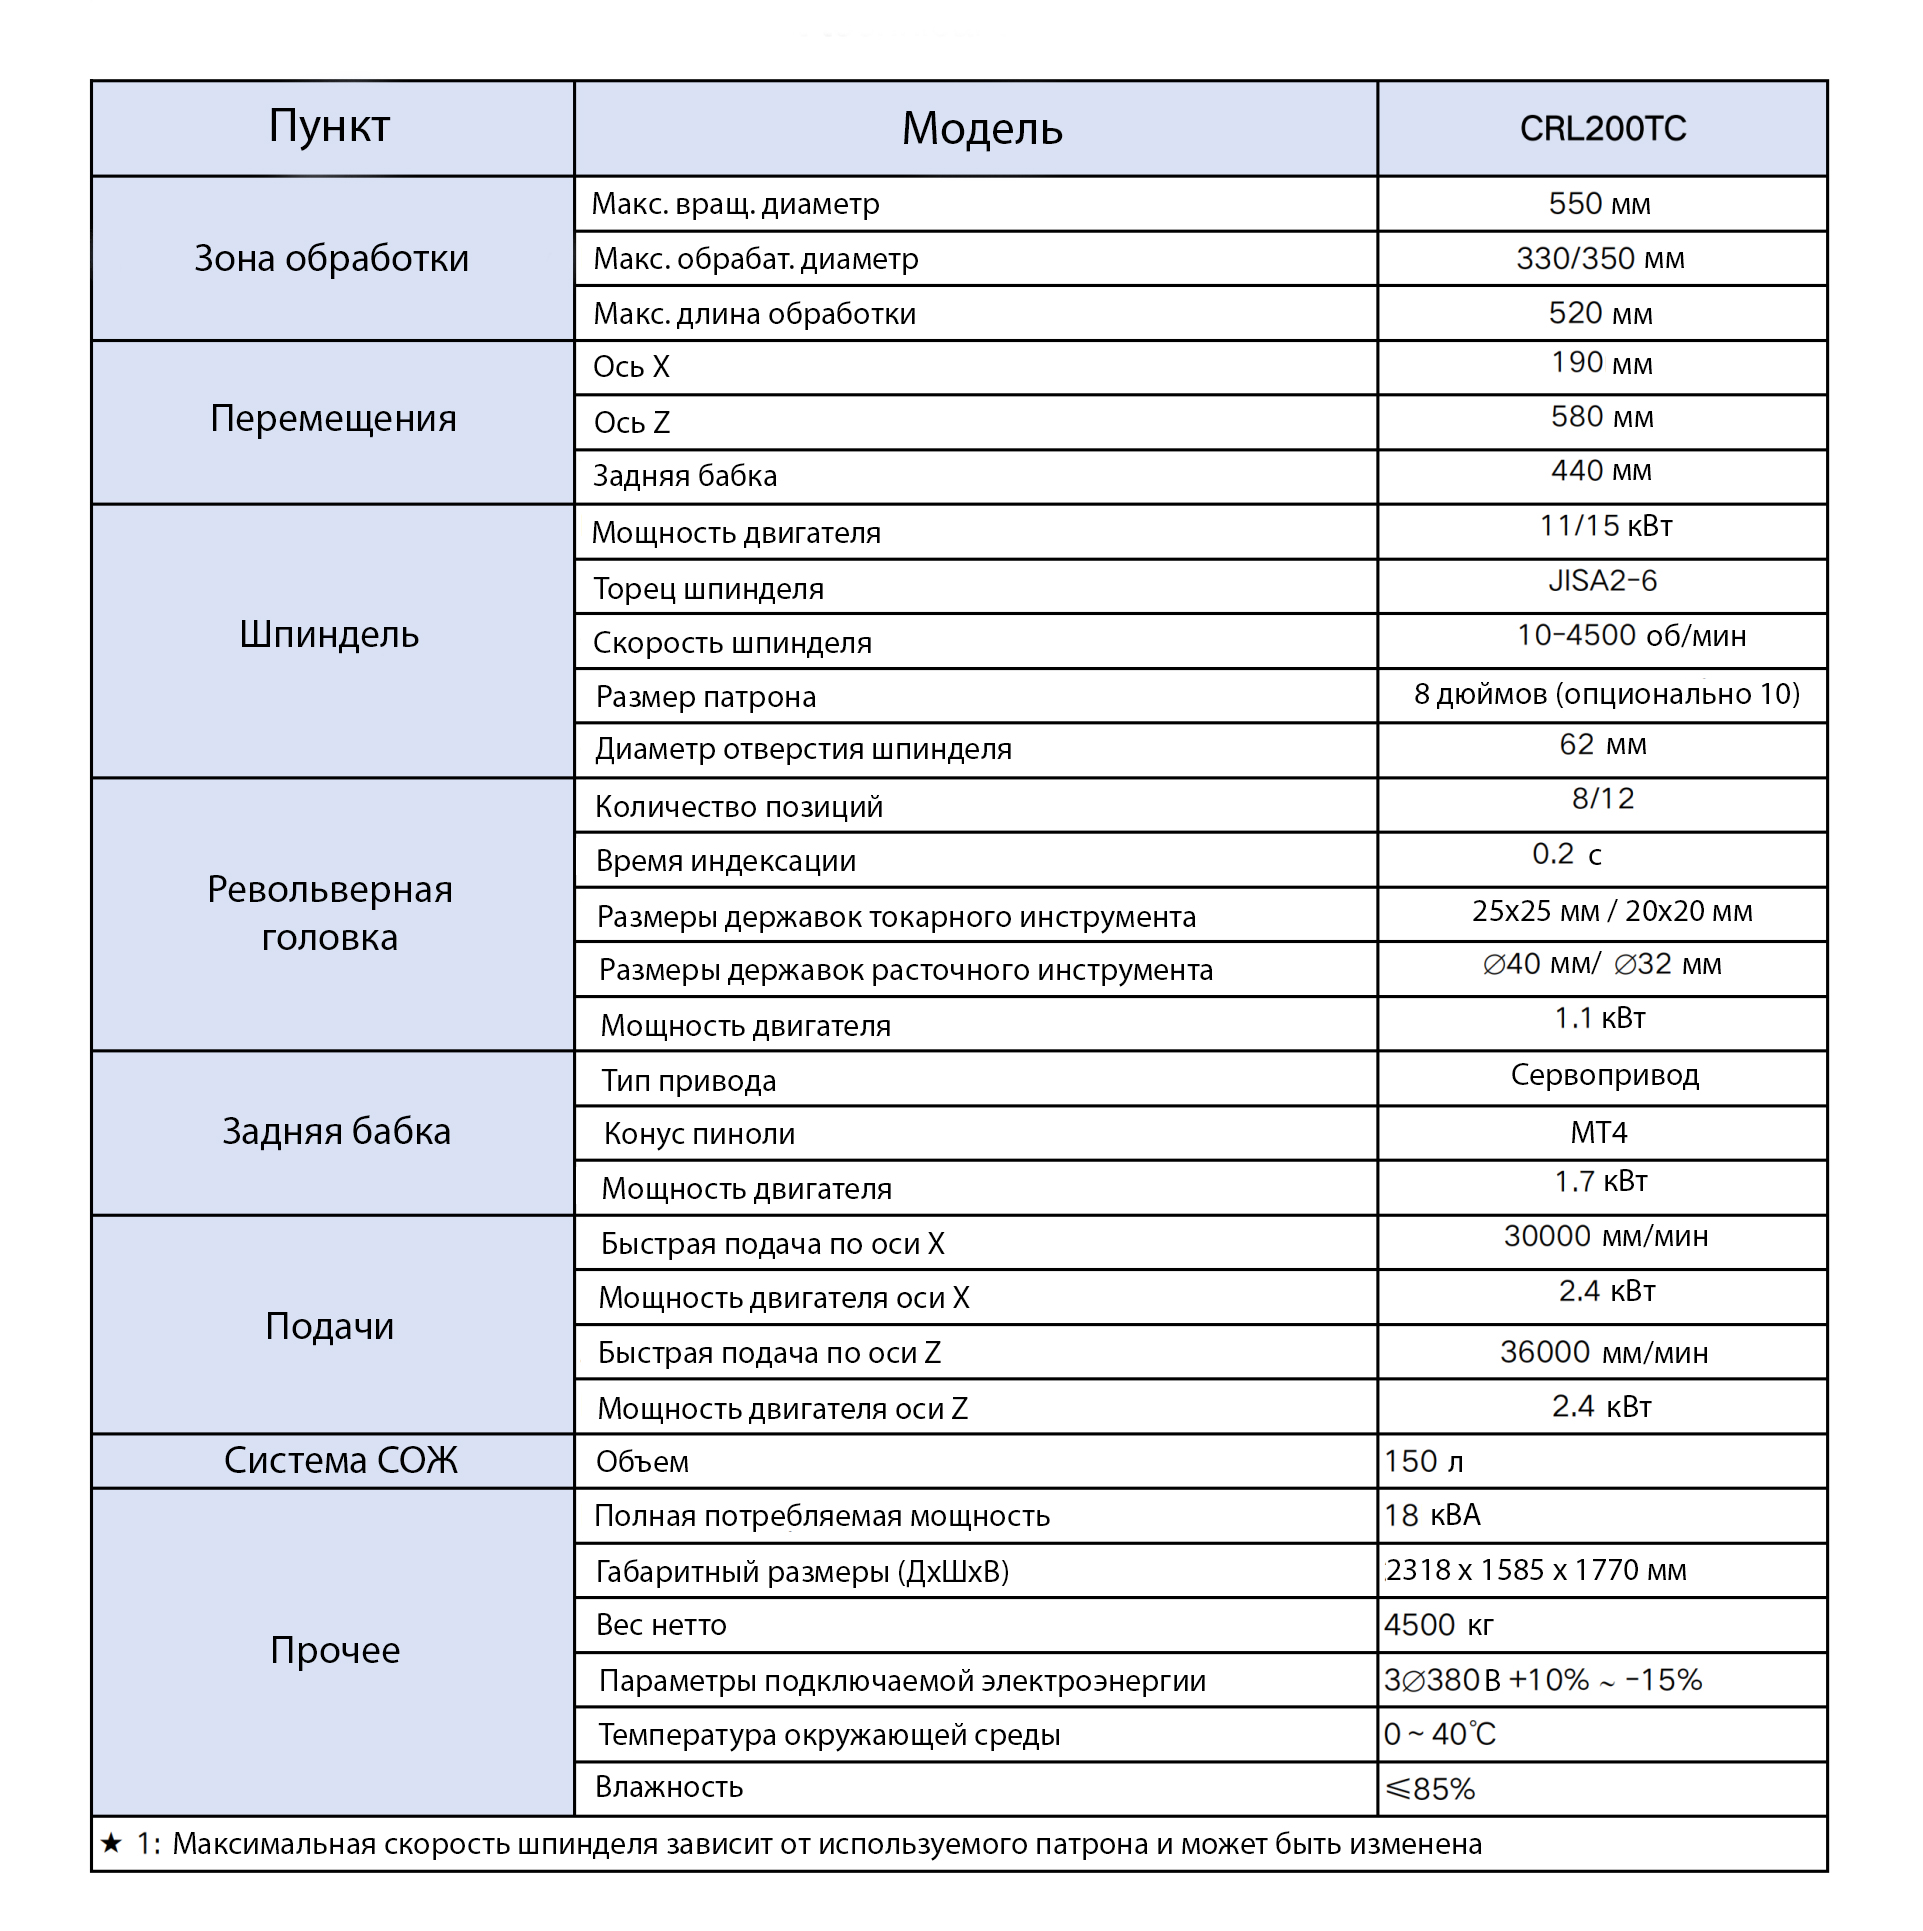 Пункт Модель CRL200TC
Зона обработки
Макс. вращ. диаметр 550 мм
Макс. обрабат. диаметр 330/350 мм
Макс. длина обработки 520 мм
Перемещения
Ось X 190 мм
Ось Z 580 мм
Задняя бабка 440 мм
Шпиндель
Мощность двигателя 11/15 кВт
Торец шпинделя JISA2-6
Скорость шпинделя 10-4500 об/мин
Размер патрона 8 дюймов (опционально 10)
Диаметр отверстия шпинделя 62 мм
Револьверная
головка
Количество позиций 8/12
Время индексации 0.2 с
Размеры державок токарного инструмента 25x25 мм / 20x20 мм
Размеры державок расточного инструмента ∅40 мм/ ∅32 мм
Мощность двигателя 1.1 кВт
Задняя бабка
Тип привода Сервопривод
Конус пиноли МТ4
Мощность двигателя 1.7 кВт
Подачи
Быстрая подача по оси X 30000 мм/мин
Мощность двигателя оси X 2.4 кВт
Быстрая подача по оси Z 36000 мм/мин
Мощность двигателя оси Z 2.4 кВт
Система СОЖ
Объем 150 л
Прочее
Полная потребляемая мощность 18 кВА
Габаритный размеры (ДхШхВ) 2318 x 1585 x 1770 мм
Вес нетто 4500 кг
Параметры подключаемой электроэнергии 3∅380В +10% ~ -15%
Температура окружающей среды 0 ~ 40℃
Влажность ≤85%
★ 1: Максимальная скорость шпинделя зависит от используемого патрона и может быть изменена